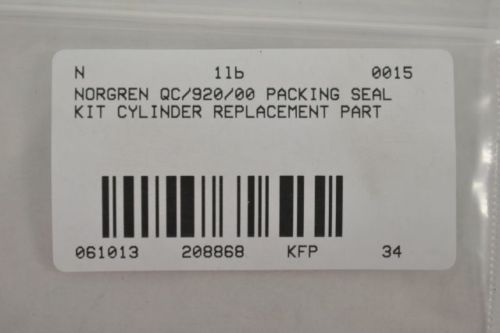 N 1lb 0015
NORGREN QC/920/00 PACKING SEAL
KIT CYLINDER REPLACEMENT PART
061013 208868 KFP 34